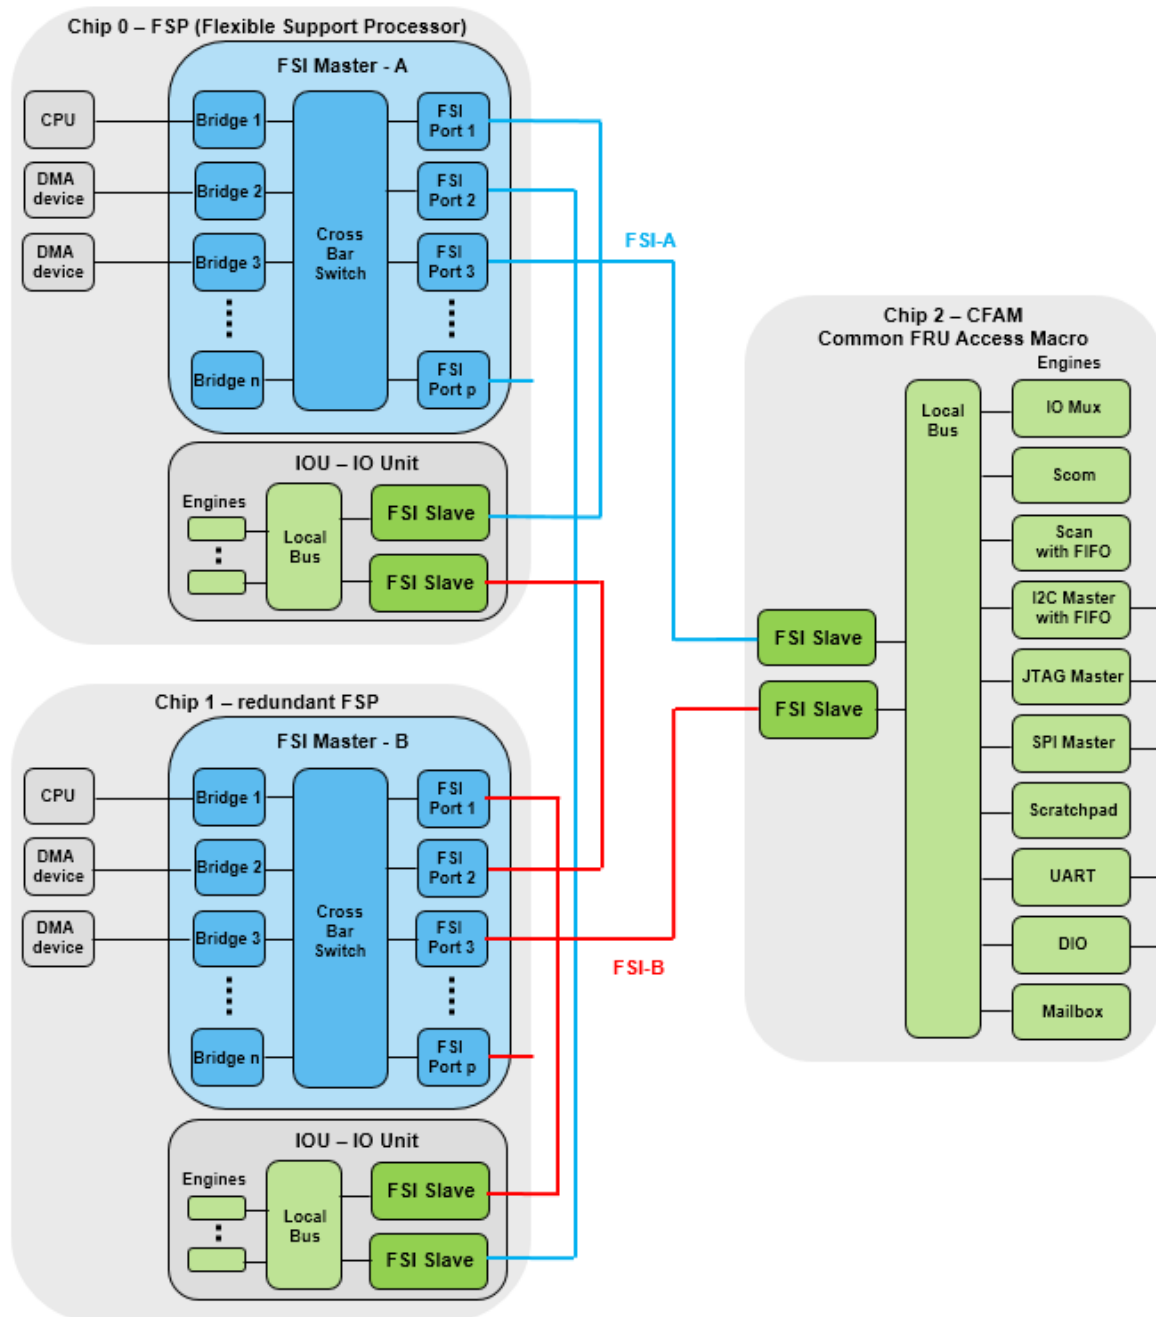 Chip 0 – FSP (Flexible Support Processor)
FSI Master - A
CPU
DMA
device
DMA
device
Bridge 1
Bridge 2
Bridge 3
Bridge n
Cross
Bar
Switch
FSI
Port 1
FSI
Port 2
FSI
Port 3
FSI
Port p
IOU – IO Unit
Engines
Local
Bus
FSI Slave
FSI Slave
FSI-A
Chip 1 – redundant FSP
FSI Master - B
CPU
DMA
device
DMA
device
Bridge 1
Bridge 2
Bridge 3
Bridge n
Cross
Bar
Switch
FSI
Port 1
FSI
Port 2
FSI
Port 3
FSI
Port p
IOU – IO Unit
Engines
Local
Bus
FSI Slave
FSI Slave
FSI-B
Chip 2 – CFAM
Common FRU Access Macro
Engines
FSI Slave
FSI Slave
Local
Bus
IO Mux
Scom
Scan
with FIFO
I2C Master
with FIFO
JTAG Master
SPI Master
Scratchpad
UART
DIO
Mailbox